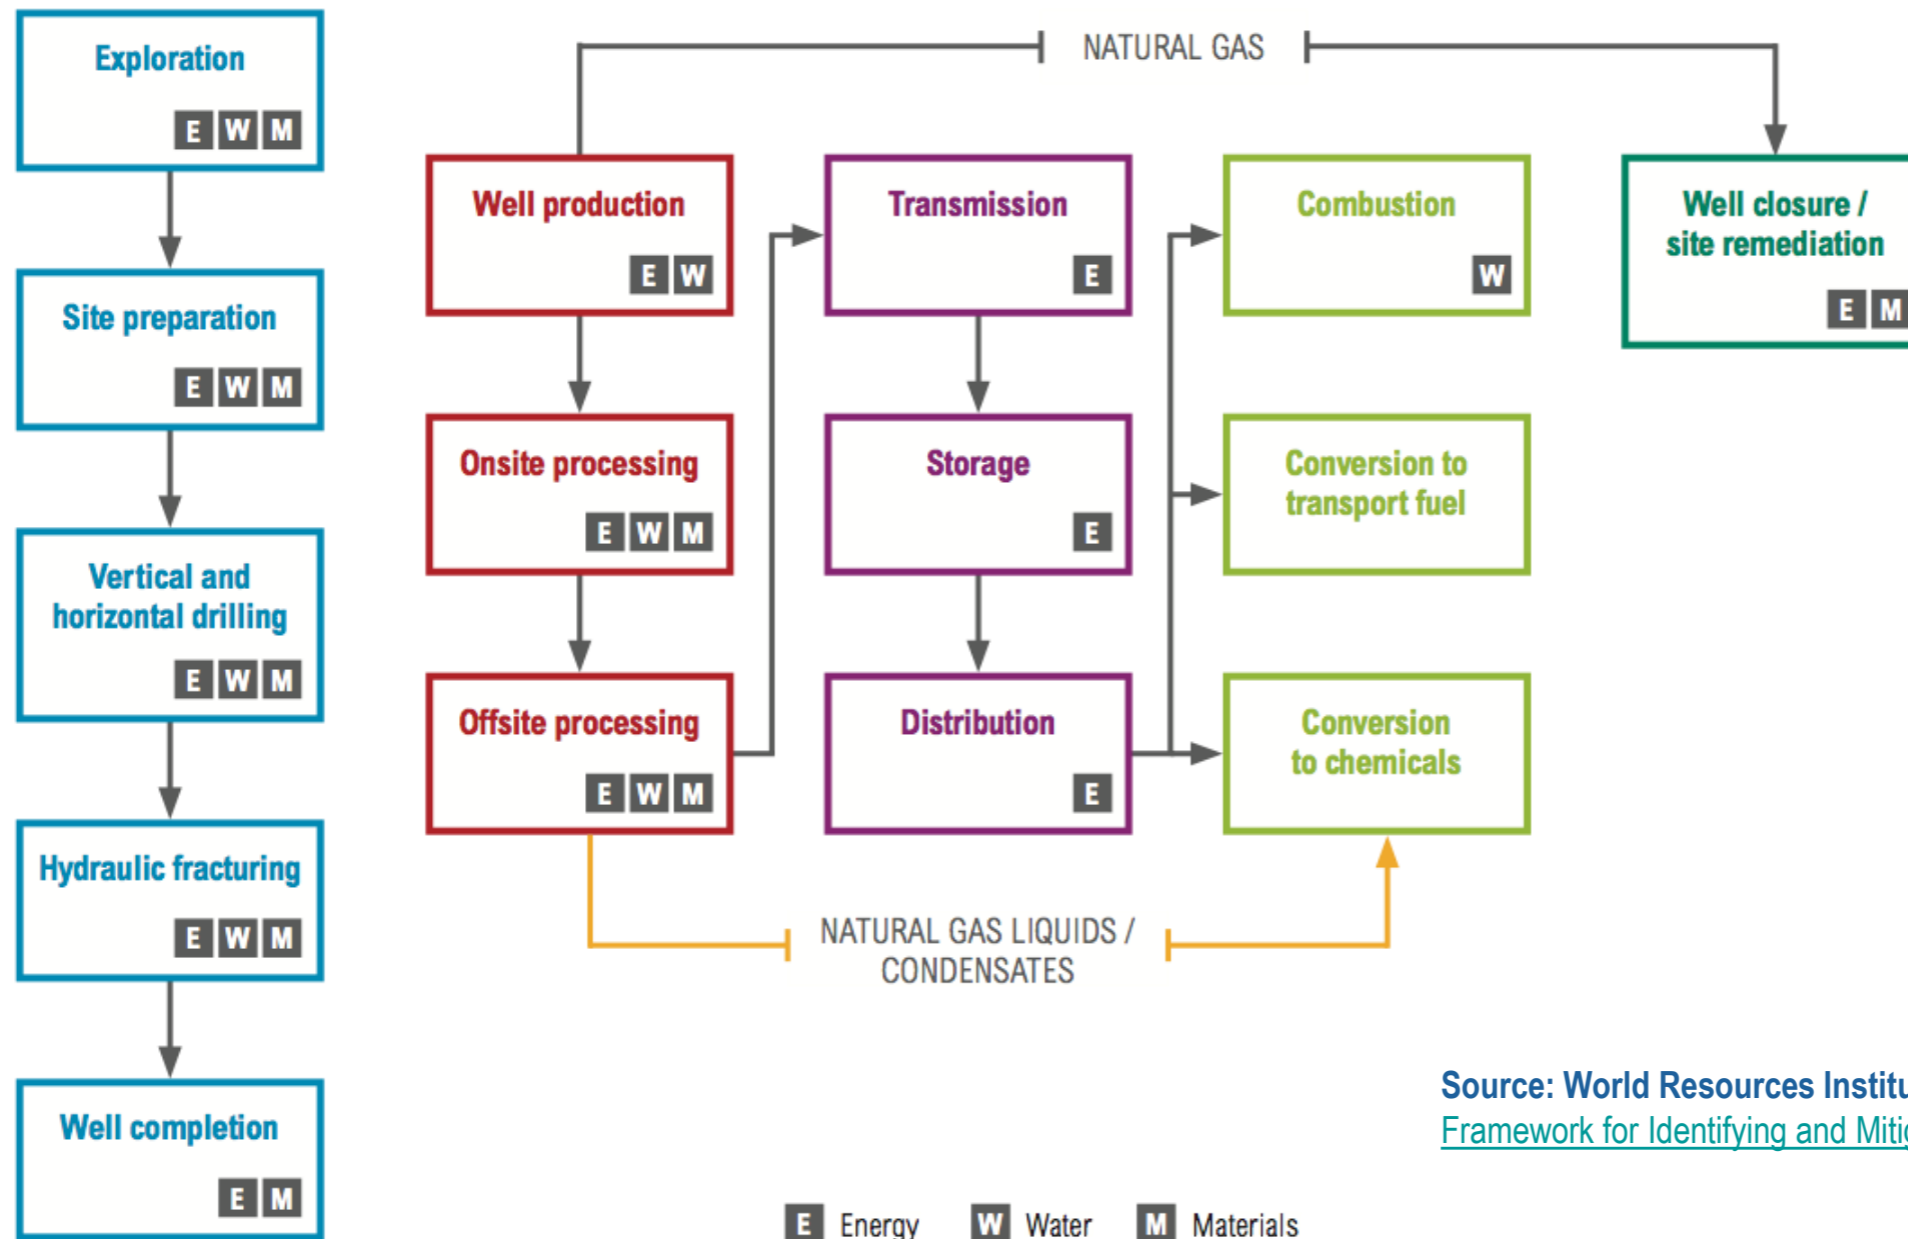 Exploration
E W M
Site preparation
E W M
Vertical and
horizontal drilling
E W M
Hydraulic fracturing
E W M
Well completion
E M
NATURAL GAS
Well production
E W
Onsite processing
E W M
Offsite processing
E W M
Transmission
E
Storage
E
Distribution
E
Combustion
W
Conversion to
transport fuel
Conversion
to chemicals
Well closure /
site remediation
E M
NATURAL GAS LIQUIDS /
CONDENSATES
E Energy W Water M Materials
Source: World Resources
Framework for Identifying and